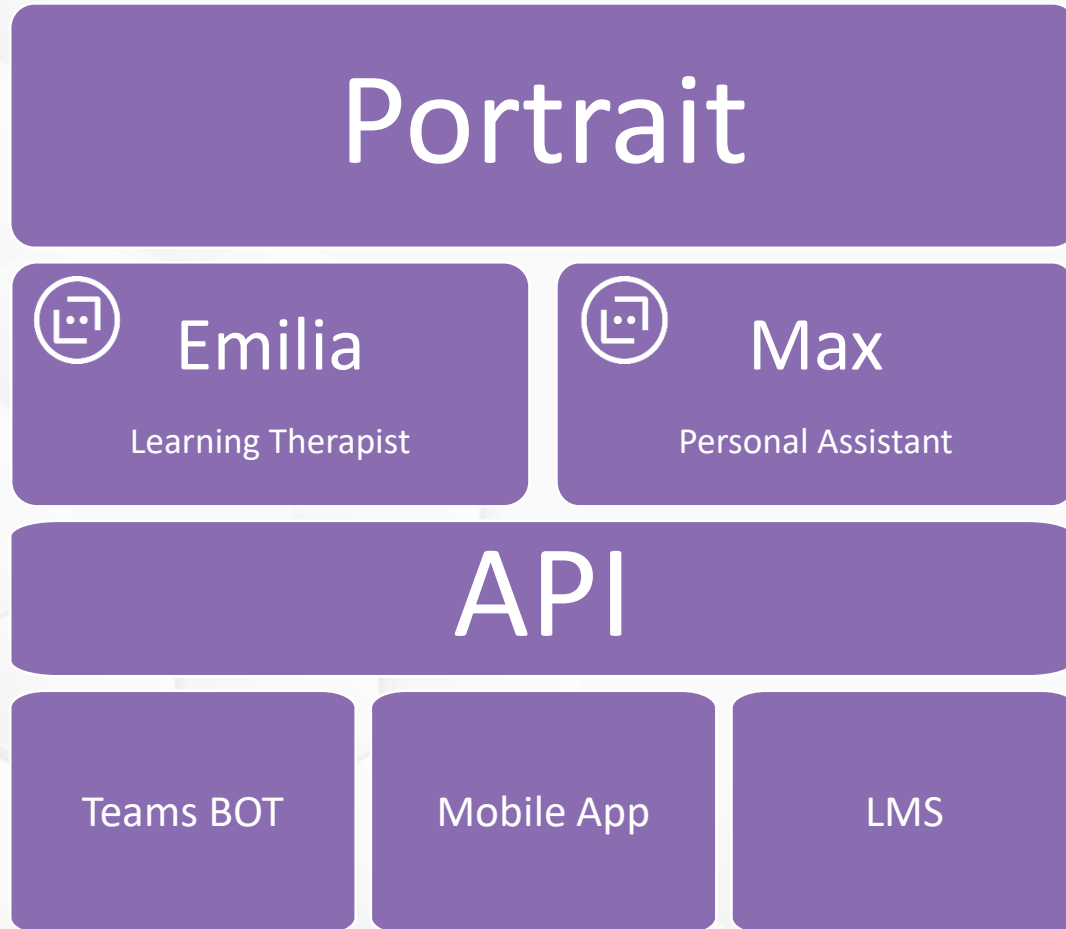 Portrait
Emilia
Learning Therapist
Max
Personal Assistant
API
Teams BOT
Mobile App
LMS